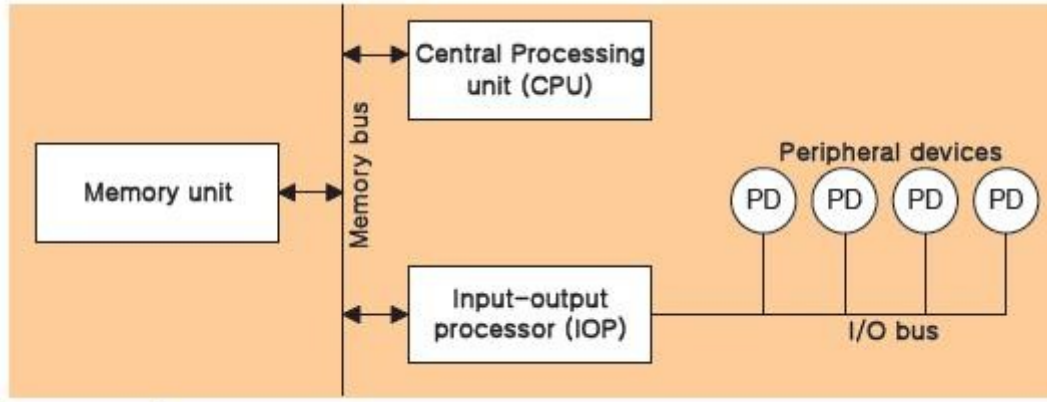 Central Processing
unit (CPU)
Memory unit
Memory bus
Peripheral devices
PD PD PD PD
Input-output
processor (IOP)
I/O bus